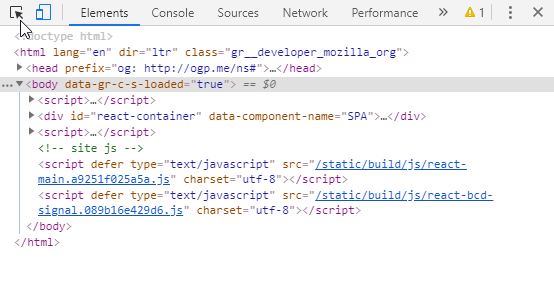 Elements Console Sources Network Performance » 1
<!doctype html>
<html lang="en" dir="ltr" class="gr__developer_mozilla_org">
<head prefix="og: http://ogp.me/ns#">…</head>
<body data-gr-c-s-loaded="true"> == $0
<script>…</script>
<div id="react-container" data-component-name="SPA">…</div>
<script>…</script>
<!-- site js -->
<script defer type="text/javascript" src="/static/build/js/react-
main.a9251f025a5a.js" charset="utf-8"></script>
<script defer type="text/javascript" src="/static/build/js/react-bcd-
signal.089b16e429d6.js" charset="utf-8"></script>
</body>
</html>